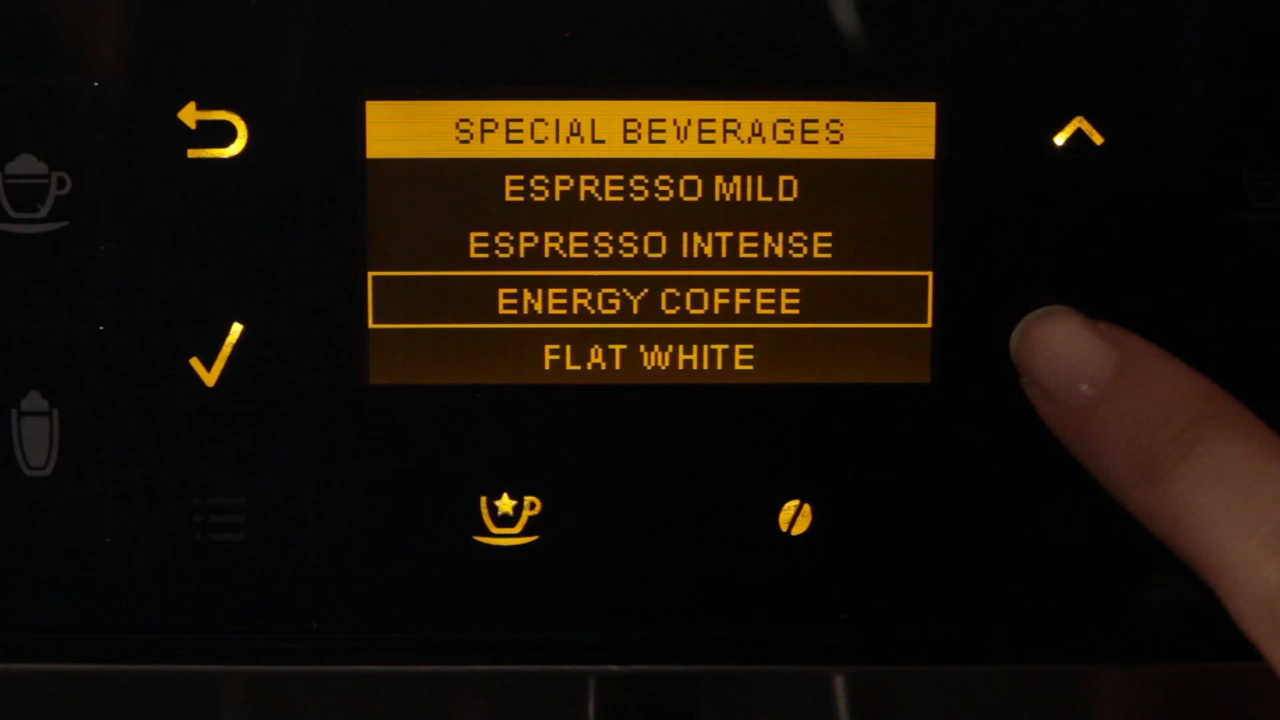 SPECIAL BEVERAGES
ESPRESSO MILD
ESPRESSO INTENSE
ENERGY COFFEE
FLAT WHITE